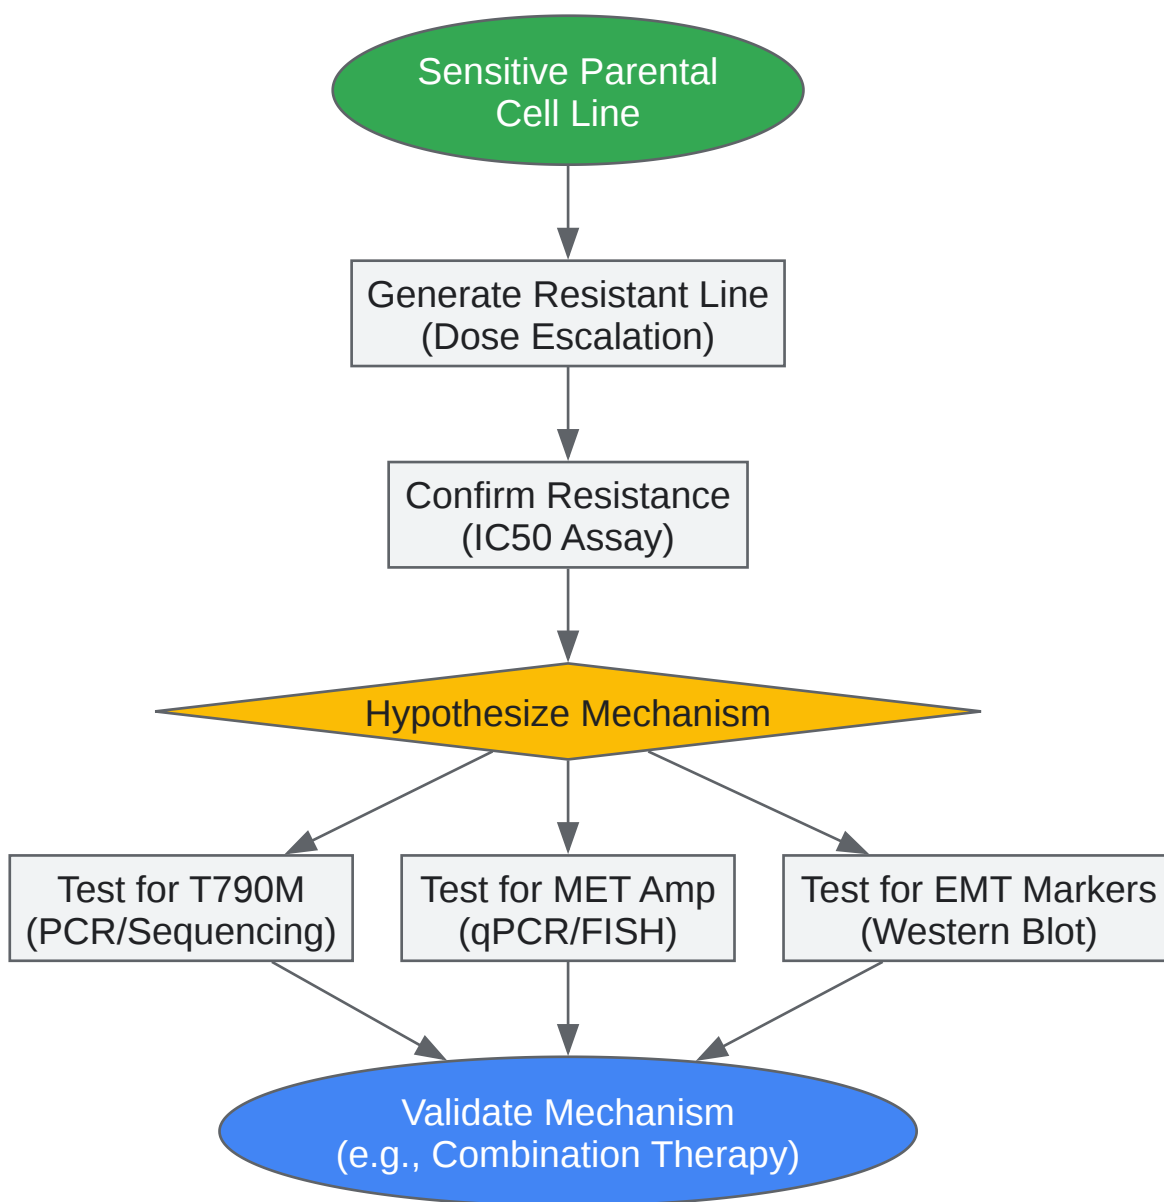 Sensitive Parental
Cell Line
Generate Resistant Line
(Dose Escalation)
Confirm Resistance
(IC50 Assay)
Hypothesize Mechanism
Test for T790M
(PCR/Sequencing)
Test for MET Amp
(qPCR/FISH)
Test for EMT Markers
(Western Blot)
Validate Mechanism
(e.g., Combination Therapy)